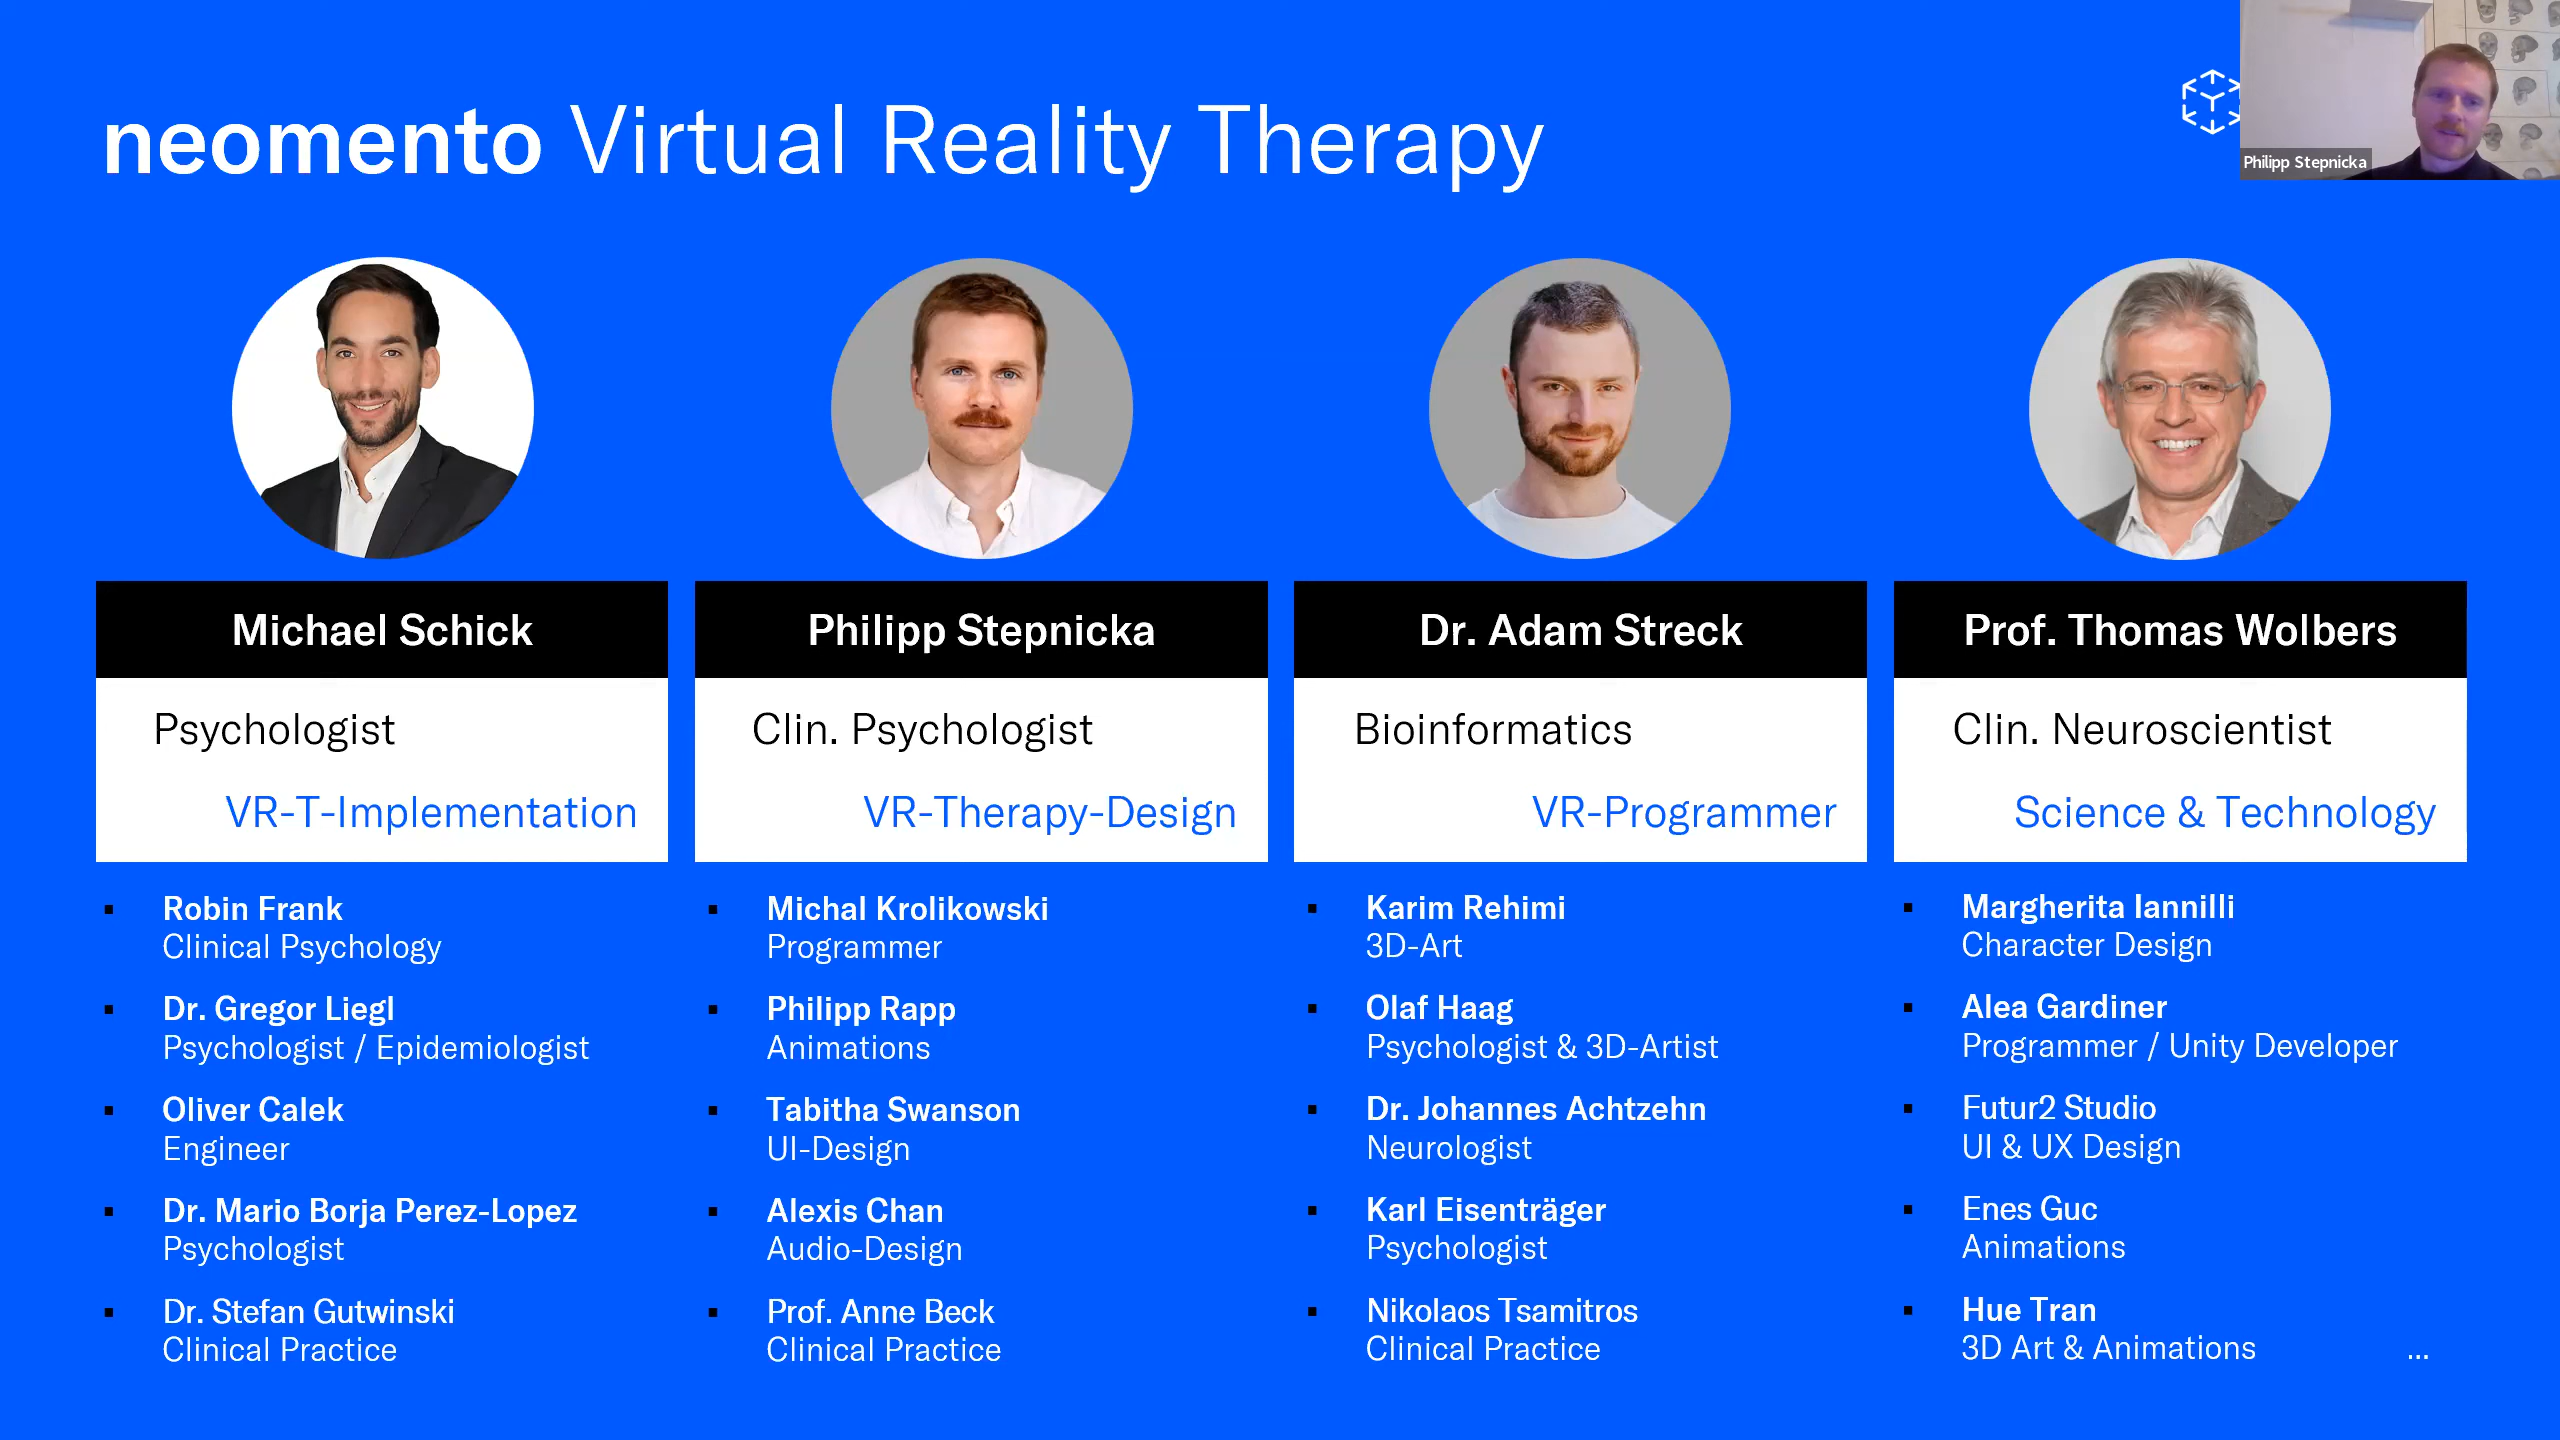 neomento Virtual Reality Therapy
Philipp Stepnicka
Michael Schick
Psychologist
VR-T-Implementation
Philipp Stepnicka
Clin. Psychologist
VR-Therapy-Design
Dr. Adam Streck
Bioinformatics
VR-Programmer
Prof. Thomas Wolbers
Clin. Neuroscientist
Science & Technology
Robin Frank
Clinical Psychology
Dr. Gregor Liegl
Psychologist / Epidemiologist
Oliver Calek
Engineer
Dr. Mario Borja Perez-Lopez
Psychologist
Dr. Stefan Gutwinski
Clinical Practice
Michal Krolikowski
Programmer
Philipp Rapp
Animations
Tabitha Swanson
UI-Design
Alexis Chan
Audio-Design
Prof. Anne Beck
Clinical Practice
Karim Rehimi
3D-Art
Olaf Haag
Psychologist & 3D-Artist
Dr. Johannes Achtzehn
Neurologist
Karl Eisenträger
Psychologist
Nikolaos Tsamitros
Clinical Practice
Margherita Iannilli
Character Design
Alea Gardiner
Programmer / Unity Developer
Futur2 Studio
UI & UX Design
Enes Guc
Animations
Hue Tran
3D Art & Animations
...